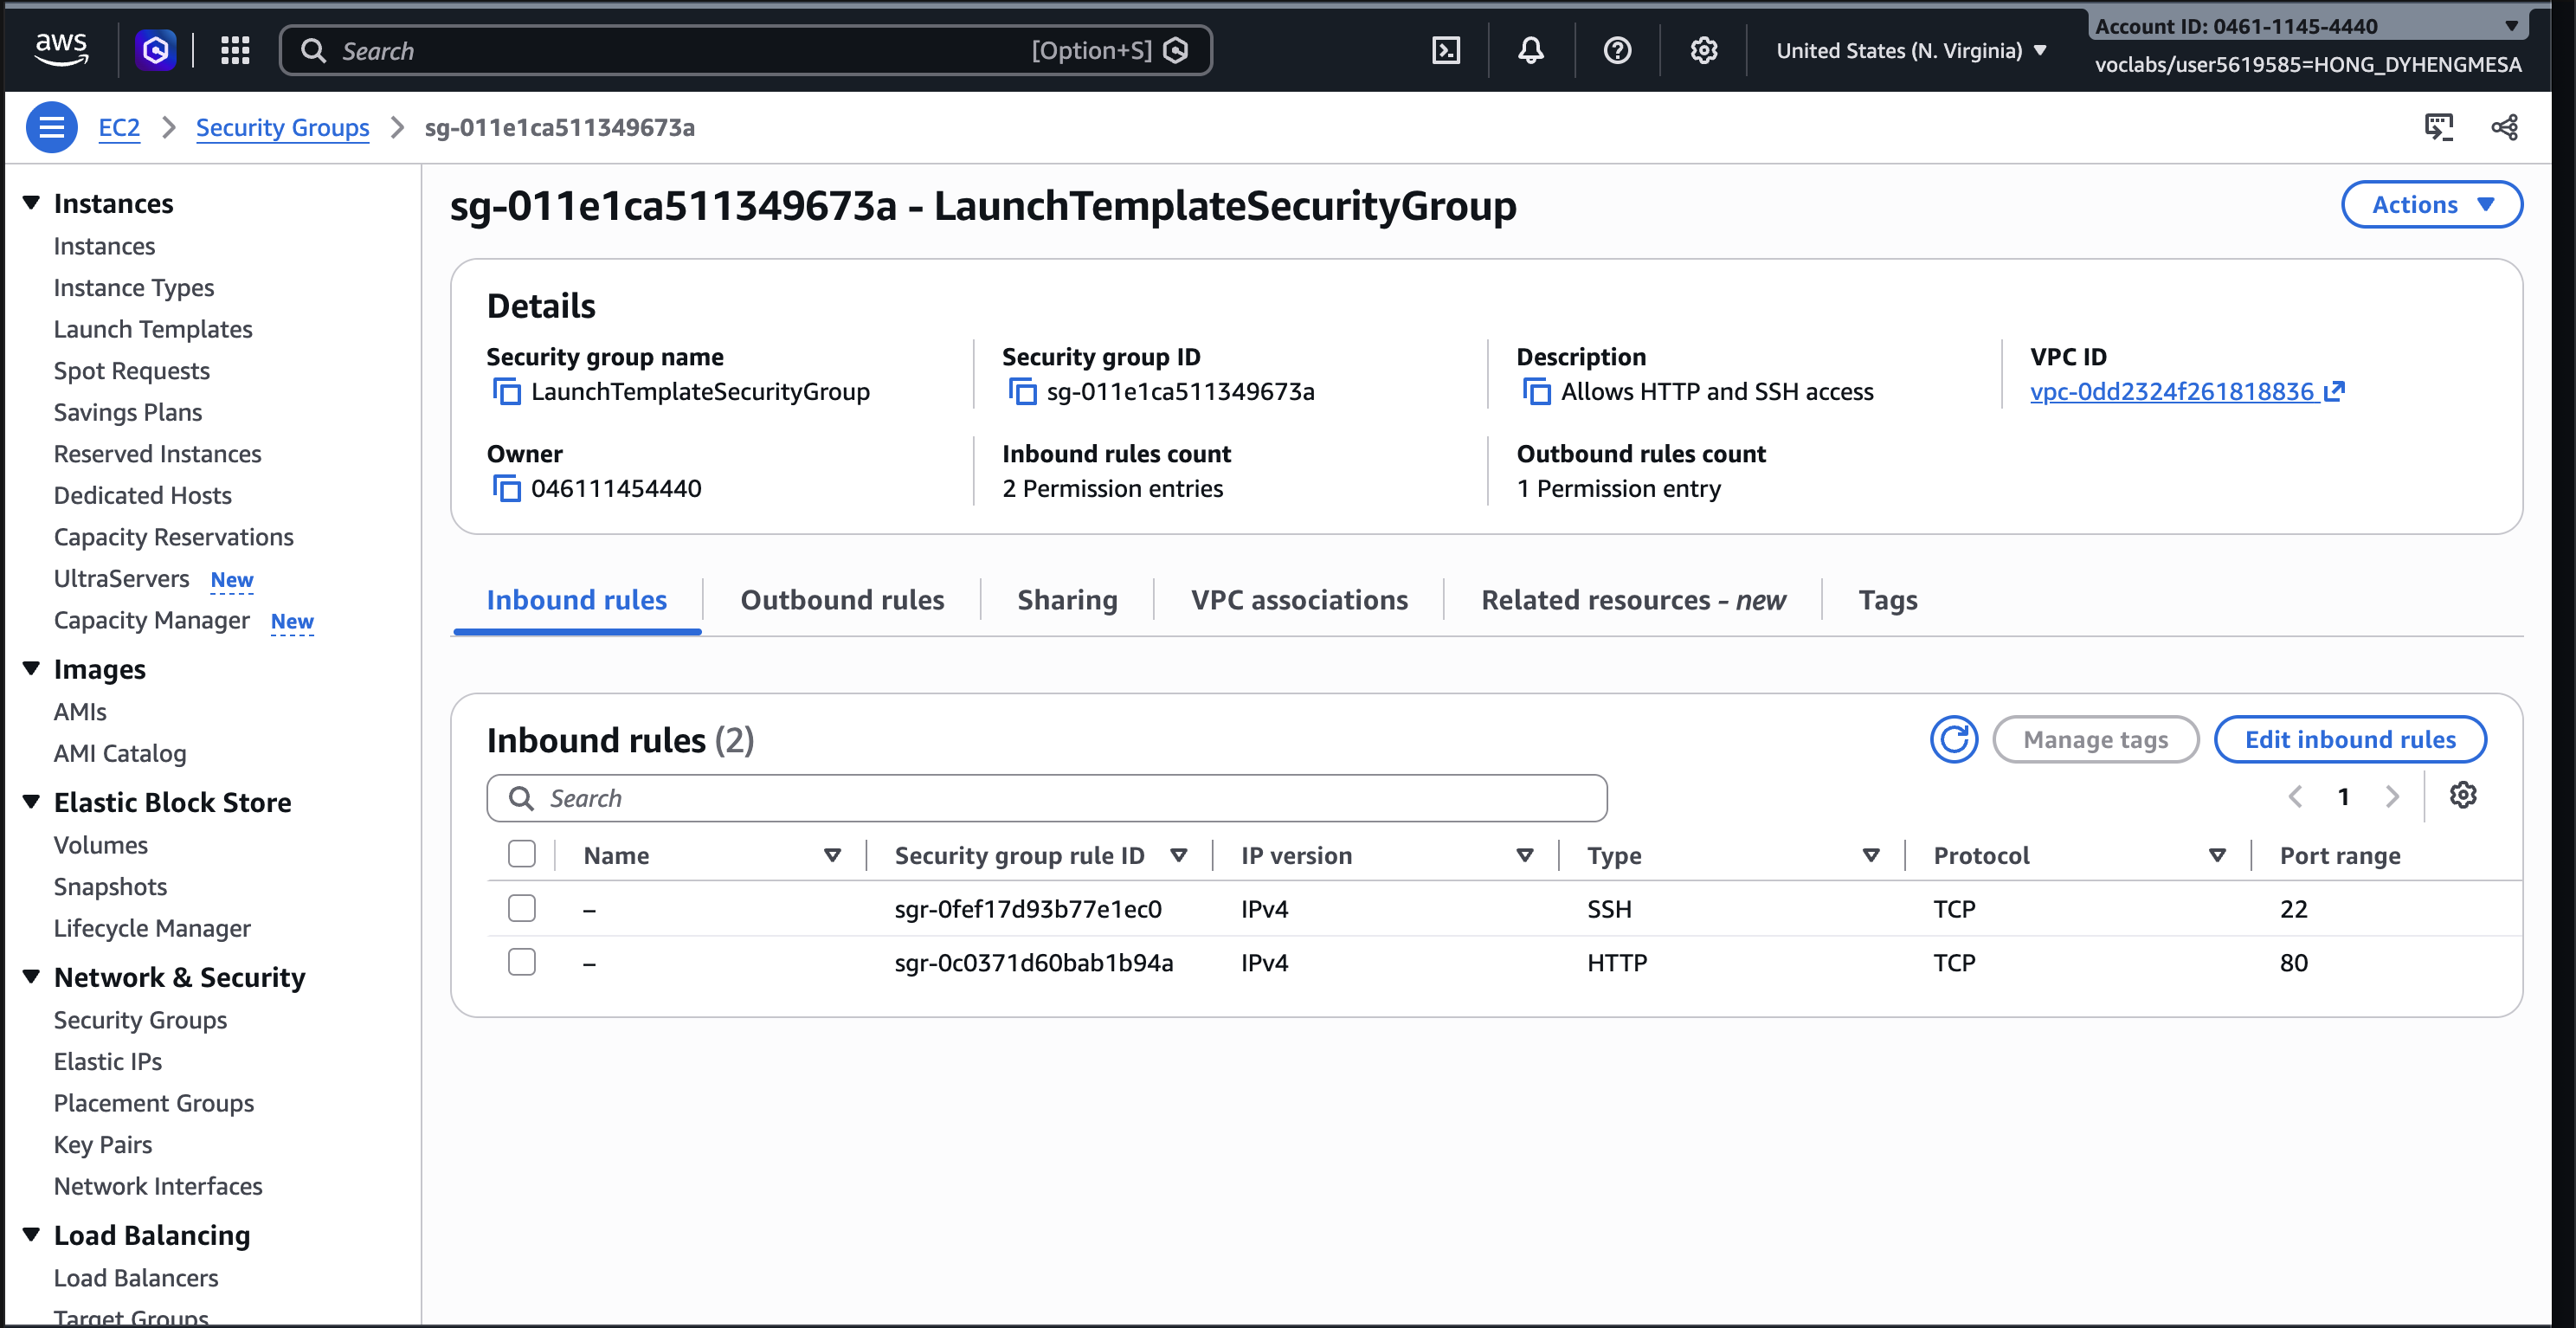 aws
Search [Option+S]
United States (N. Virginia)
Account ID: 0461-1145-4440
voclabs/user5619585=HONG_DYHENGMESA
EC2 Security Groups sg-011e1ca511349673a
Instances
Instances
Instance Types
Launch Templates
Spot Requests
Savings Plans
Reserved Instances
Dedicated Hosts
Capacity Reservations
UltraServers New
Capacity Manager New
Images
AMIs
AMI Catalog
Elastic Block Store
Volumes
Snapshots
Lifecycle Manager
Network & Security
Security Groups
Elastic IPs
Placement Groups
Key Pairs
Network Interfaces
Load Balancing
Load Balancers
Target Groups
sg-011e1ca511349673a - LaunchTemplateSecurityGroup
Actions
Details
Security group name
LaunchTemplateSecurityGroup
Security group ID
sg-011e1ca511349673a
Description
Allows HTTP and SSH access
VPC ID
vpc-0dd2324f261818836
Owner
046111454440
Inbound rules count
2 Permission entries
Outbound rules count
1 Permission entry
Inbound rules Outbound rules Sharing VPC associations Related resources - new Tags
Inbound rules (2)
Manage tags
Edit inbound rules
Search
1
Name Security group rule ID IP version Type Protocol Port range
– sgr-0fef17d93b77e1ec0 IPv4 SSH TCP 22
– sgr-0c0371d60bab1b94a IPv4 HTTP TCP 80